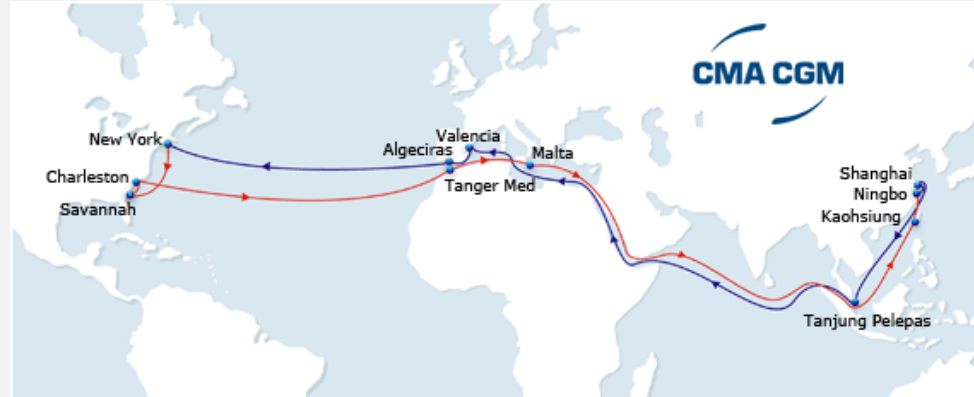 CMA CGM
New York
Valencia
Algeciras
Malta
Charleston
Tanger Med
Savannah
Shanghai
Ningbo
Kaohsiung
Tanjung Pelepas